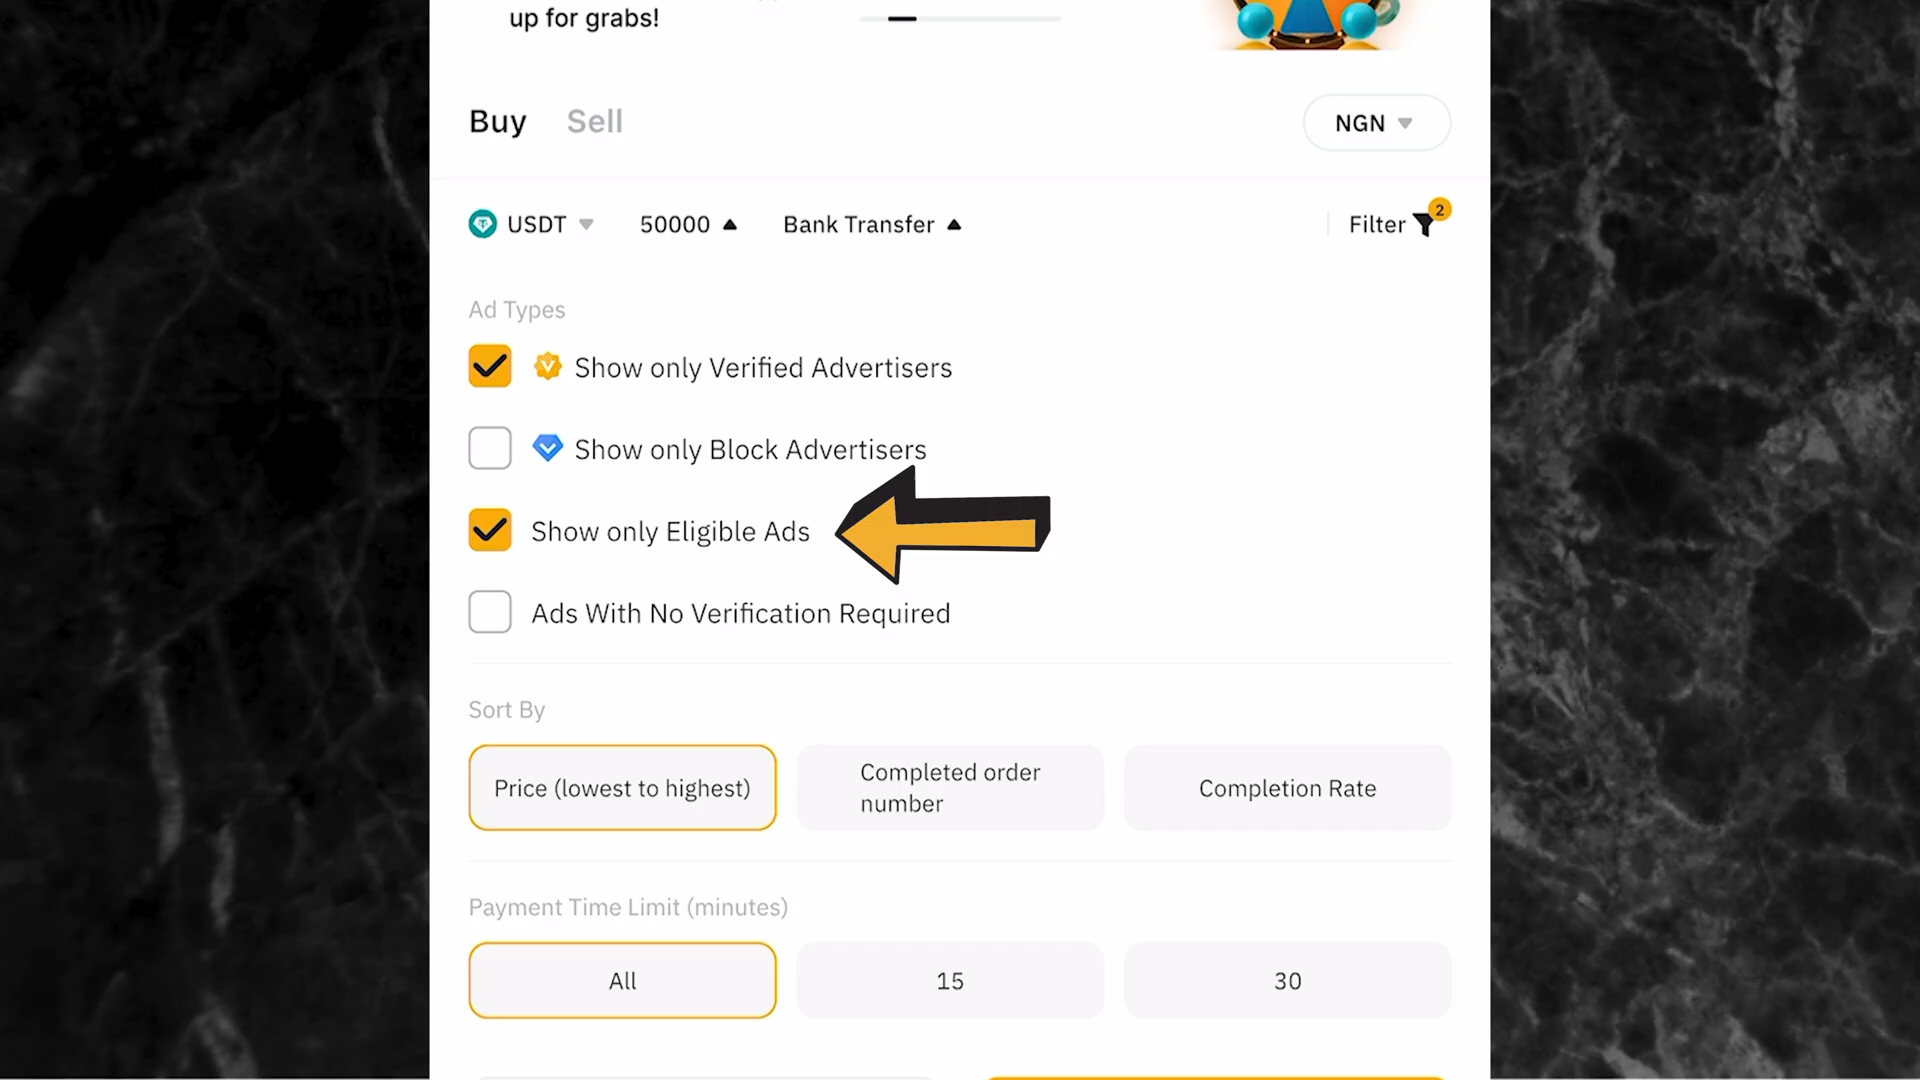 up for grabs!
Buy Sell NGN
USDT 50000 Bank Transfer Filter 2
Ad Types
Show only Verified Advertisers
Show only Block Advertisers
Show only Eligible Ads
Ads With No Verification Required
Sort By
Price (lowest to highest)
Completed order
number
Completion Rate
Payment Time Limit (minutes)
All 15 30